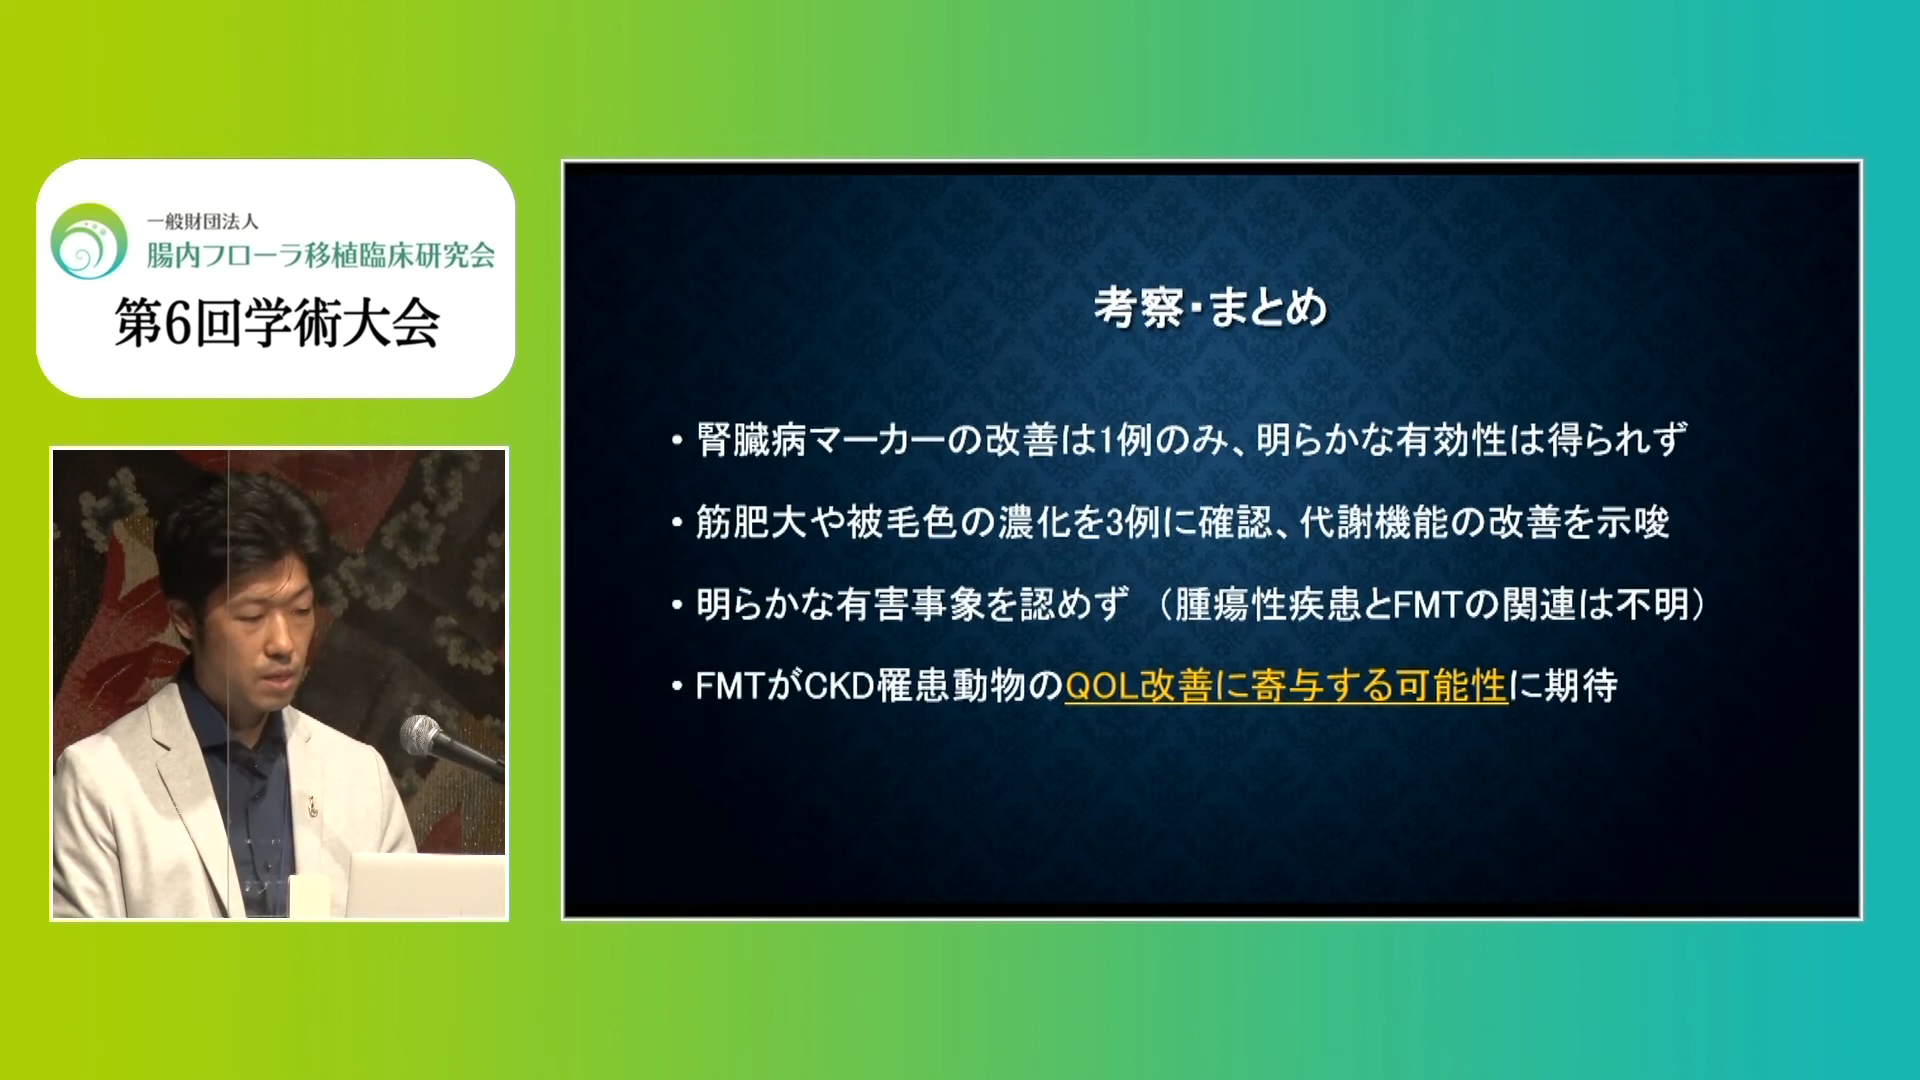 一般財団法人
腸内フローラ移植臨床研究会
第6回学術大会
考察・まとめ
• 腎臓病マーカーの改善は1例のみ、明らかな有効性は得られず
• 筋肥大や被毛色の濃化を3例に確認、代謝機能の改善を示唆
• 明らかな有害事象を認めず （腫瘍性疾患とFMTの関連は不明）
• FMTがCKD罹患動物のQOL改善に寄与する可能性に期待